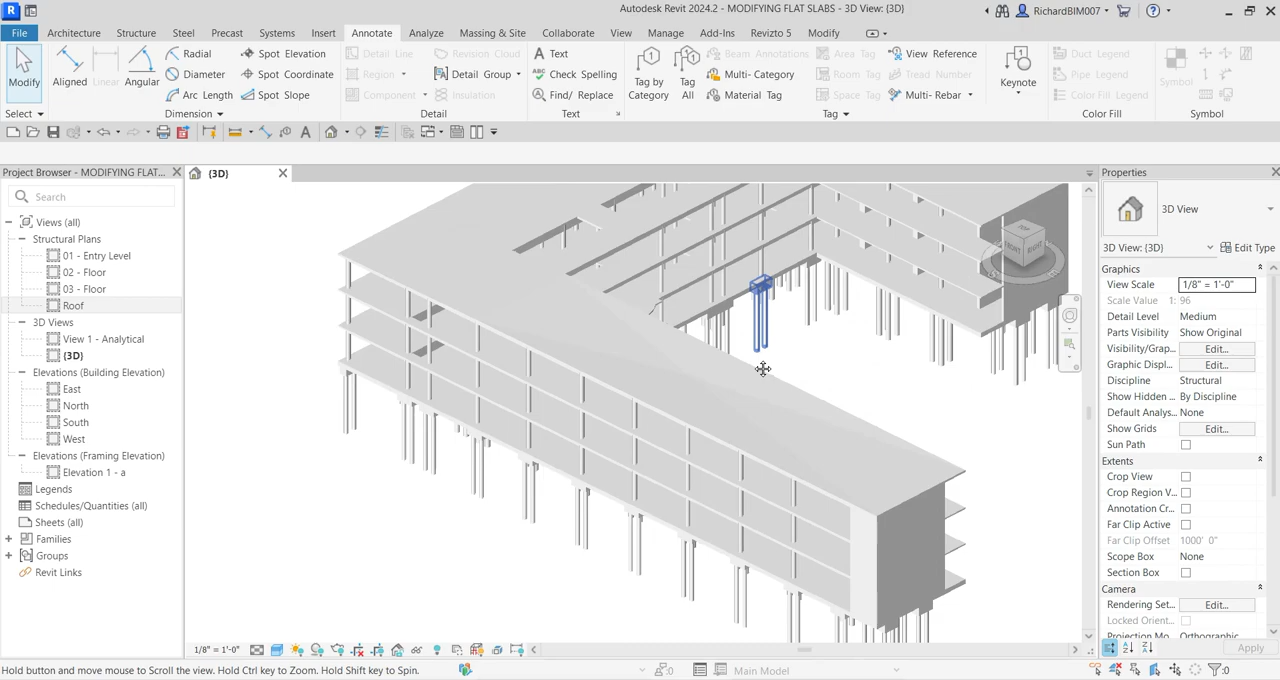 Autodesk Revit 2024.2 - MODIFYING FLAT SLABS - 3D View: {3D}
RichardBIM007
File Architecture Structure Steel Precast Systems Insert Annotate Analyze Massing & Site Collaborate View Manage Add-Ins Revizto 5 Modify
Modify
Select
Aligned
Linear
Angular
Radial
Diameter
Arc Length
Spot Elevation
Spot Coordinate
Spot Slope
Dimension
Detail Line
Region
Component
Revision Cloud
Detail Group
Insulation
Detail
Text
Check Spelling
Find/ Replace
Text
Tag by
Category
Tag
All
Beam Annotations
Multi- Category
Material Tag
Area Tag
Room Tag
Space Tag
View Reference
Tread Number
Multi- Rebar
Tag
Keynote
Duct Legend
Pipe Legend
Color Fill Legend
Color Fill
Symbol
Symbol
Project Browser - MODIFYING FLAT...
Search
Views (all)
Structural Plans
01 - Entry Level
02 - Floor
03 - Floor
Roof
3D Views
View 1 - Analytical
{3D}
Elevations (Building Elevation)
East
North
South
West
Elevations (Framing Elevation)
Elevation 1 - a
Legends
Schedules/Quantities (all)
Sheets (all)
Families
Groups
Revit Links
{3D}
TOP
FRONT
RIGHT
Properties
3D View
3D View: {3D}
Edit Type
Graphics
View Scale 1/8" = 1'-0"
Scale Value 1: 96
Detail Level Medium
Parts Visibility Show Original
Visibility/Grap... Edit...
Graphic Displ... Edit...
Discipline Structural
Show Hidden ... By Discipline
Default Analys... None
Show Grids Edit...
Sun Path
Extents
Crop View
Crop Region V...
Annotation Cr...
Far Clip Active
Far Clip Offset 1000' 0"
Scope Box None
Section Box
Camera
Rendering Set... Edit...
Locked Orient...
Projection Mo... Orthographic
Apply
1/8" = 1'-0"
Hold button and move mouse to Scroll the view. Hold Ctrl key to Zoom. Hold Shift key to Spin.
:0
Main Model
:0